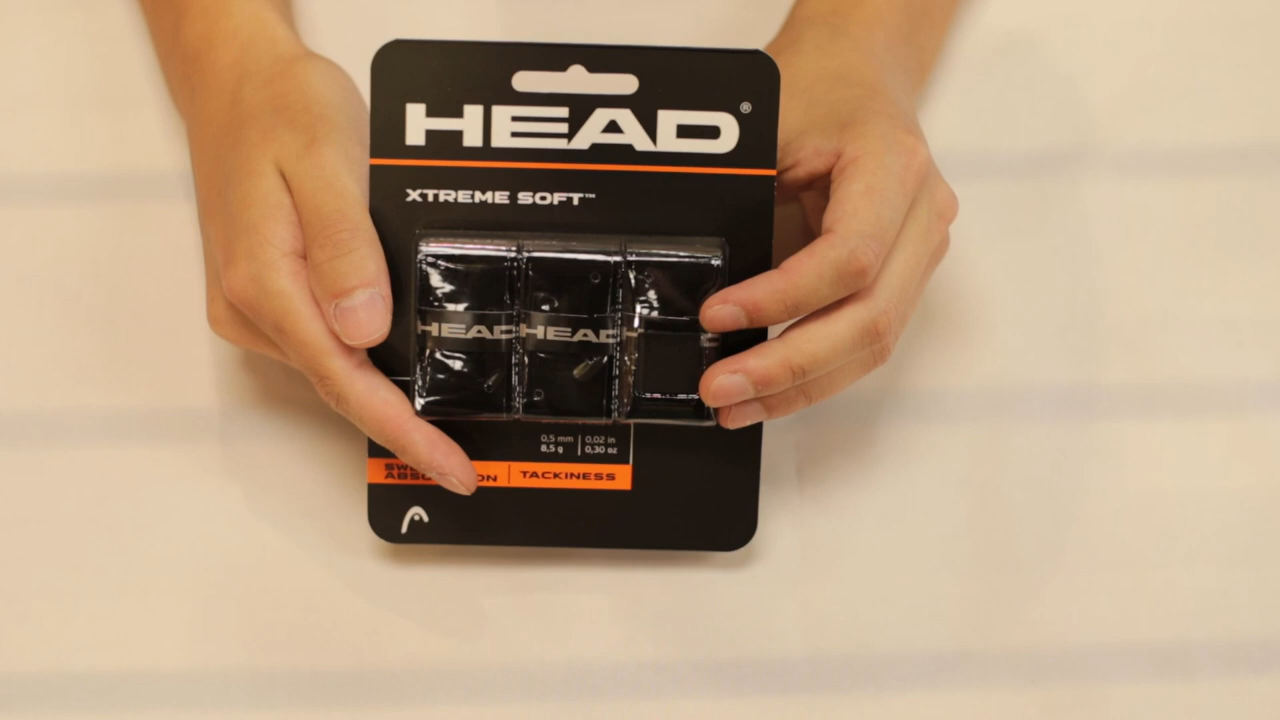 HEAD®
XTREME SOFT™
HEAD HEAD
0,5 mm | 0,02 in
8,5 g | 0,30 oz
TACKINESS